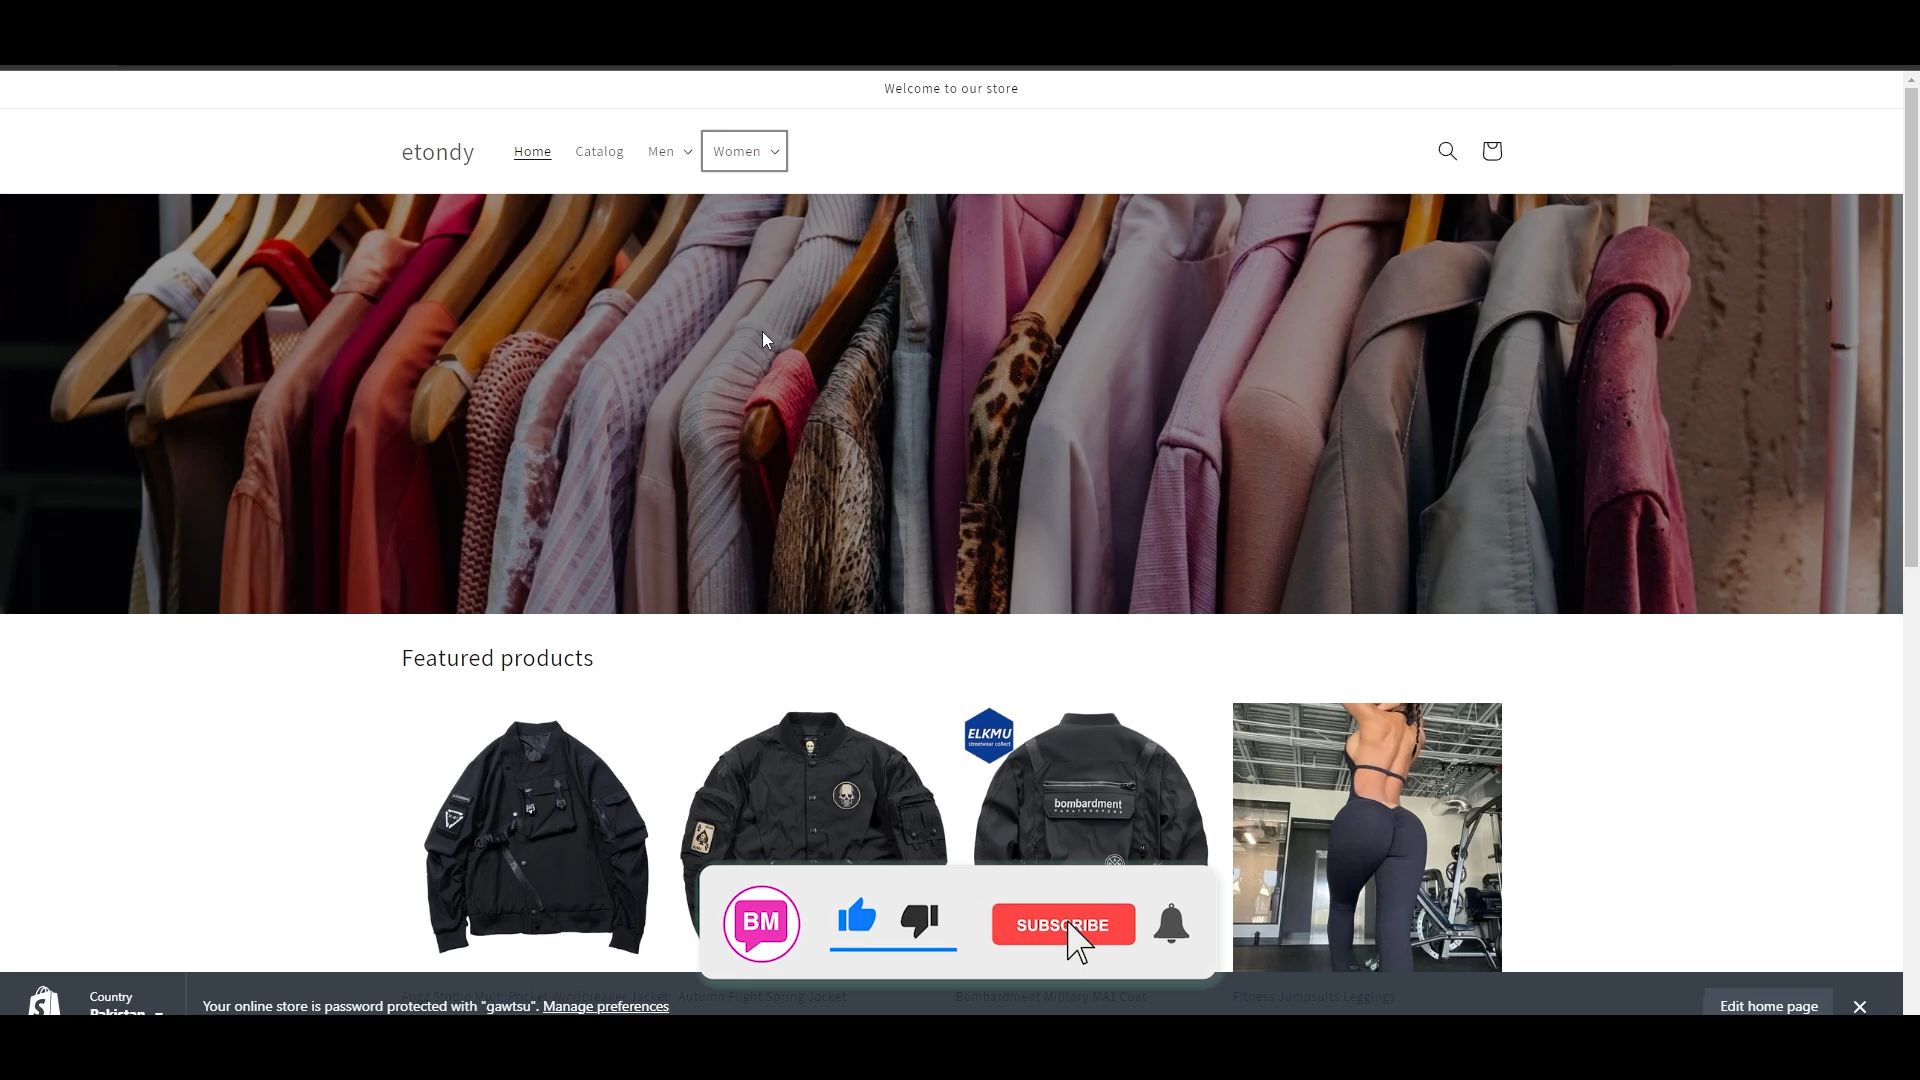 Welcome to our store
etondy
Home
Catalog
Men
Women
Featured products
ELKMU
streetwear collect
bombardment
BM
SUBSCRIBE
Autumn Flight Spring Jacket
Bombardment Military MA1 Coat
Fitness Jumpsuits Leggings
Country
Pakistan
Your online store is password protected with "gawtsu". Manage preferences
Edit home page